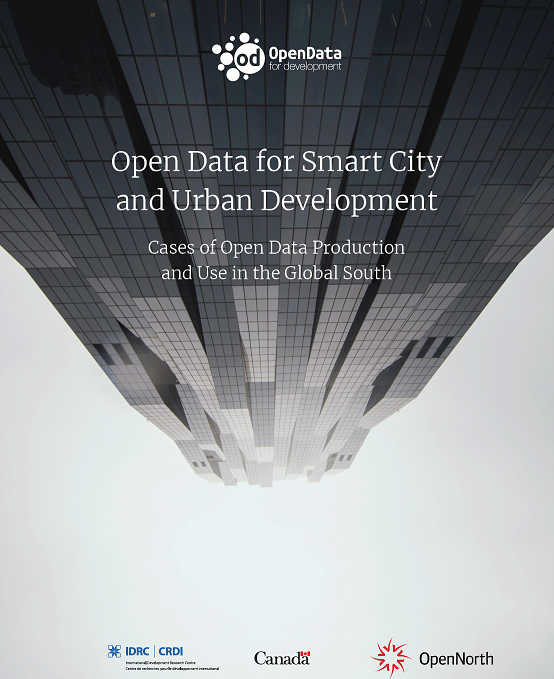 od OpenData
for development
Open Data for Smart City
and Urban Development
Cases of Open Data Production
and Use in the Global South
IDRC | CRDI
International Development Research Centre
Centre de recherches pour le développement international
Canada
OpenNorth